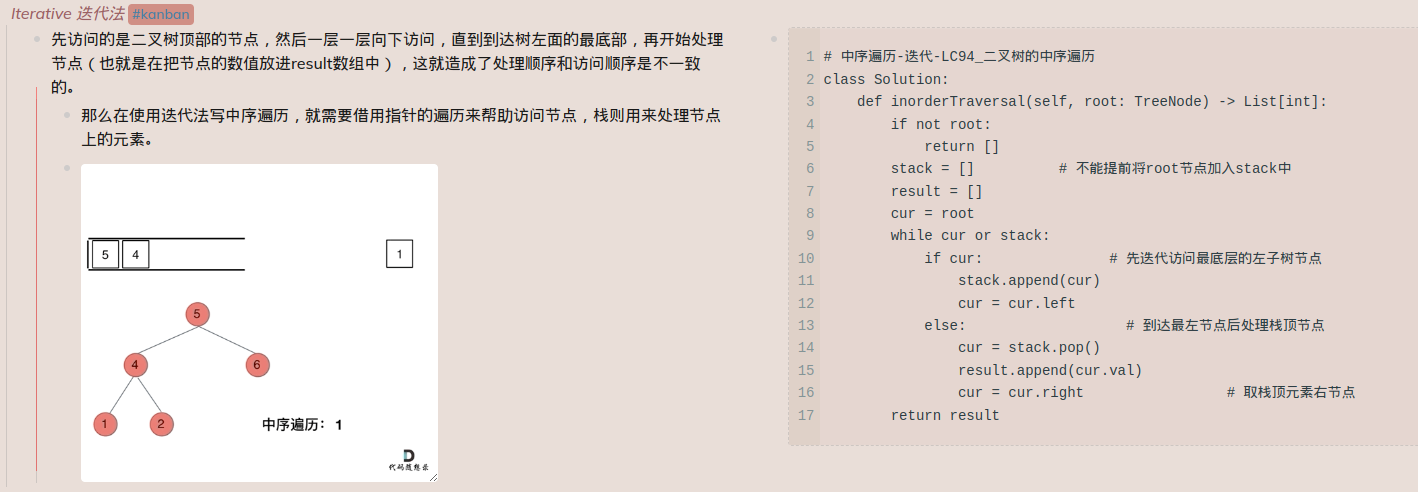 Iterative 迭代法 #kanban
先访问的是二叉树顶部的节点，然后一层一层向下访问，直到到达树左面的最底部，再开始处理
节点（也就是在把节点的数值放进result数组中），这就造成了处理顺序和访问顺序是不一致
的。
那么在使用迭代法写中序遍历，就需要借用指针的遍历来帮助访问节点，栈则用来处理节点
上的元素。
5 4 1
5
4 6
1 2
中序遍历： 1
代码随想录
1 # 中序遍历-迭代-LC94_二叉树的中序遍历
2 class Solution:
3     def inorderTraversal(self, root: TreeNode) -> List[int]:
4         if not root:
5             return []
6         stack = []          # 不能提前将root节点加入stack中
7         result = []
8         cur = root
9         while cur or stack:
10             if cur:               # 先迭代访问最底层的左子树节点
11                 stack.append(cur)
12                 cur = cur.left
13             else:                   # 到达最左节点后处理栈顶节点
14                 cur = stack.pop()
15                 result.append(cur.val)
16                 cur = cur.right                 # 取栈顶元素右节点
17         return result